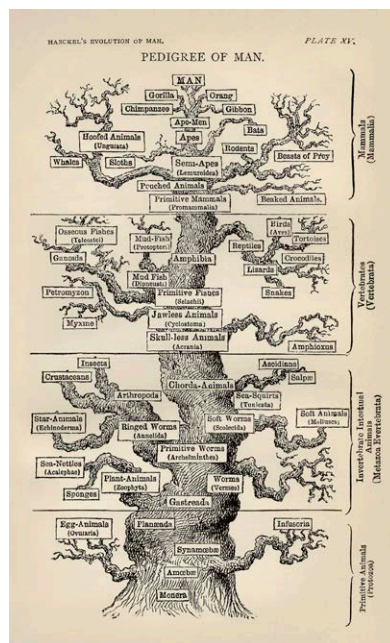 HAECKEL'S EVOLUTION OF MAN.
PLATE XV.
PEDIGREE OF MAN.
MAN
Gorilla
Orang
Chimpanzee
Gibbon
Ape-Men
Apes
Bats
Hoofed Animals
(Ungulata)
Rodents
Whales
Sloths
Semi-Apes
(Lemuroidea)
Beasts of Prey
Pouched Animals
Primitive Mammals
(Promammalia)
Beaked Animals.
Mammals
(Mammalia)
Osseous Fishes
(Teleostei)
Mud-Fish
(Protopteri)
Birds
(Aves)
Tortoises
Reptiles
Ganoids
Amphibia
Crocodiles
Mud Fish
(Dipneusta)
Lizards
Petromyzon
Primitive Fishes
(Selachii)
Snakes
Myxine
Jawless Animals
(Cyclostoma)
Skull-less Animals
(Acrania)
Amphioxus
Vertebrates
(Vertebrata)
Insects
Ascidians
Crustaceans
Chorda-Animals
Salpæ
Arthropods
Sea-Squirts
(Tunicata)
Star-Animals
(Echinoderma)
Ringed Worms
(Annelida)
Soft Worms
(Scolecida)
Soft Animals
(Mollusca)
Primitive Worms
(Archelminthes)
Sea-Nettles
(Acalephae)
Plant-Animals
(Zoophyta)
Worms
(Vermes)
Sponges
Gastreada
Invertebrate Intestinal
Animals
(Metazoa Evertebrata)
Egg-Animals
(Ovularia)
Planæada
Infusoria
Synamœbæ
Amœbæ
Monera
Primitive Animals
(Protozoa)